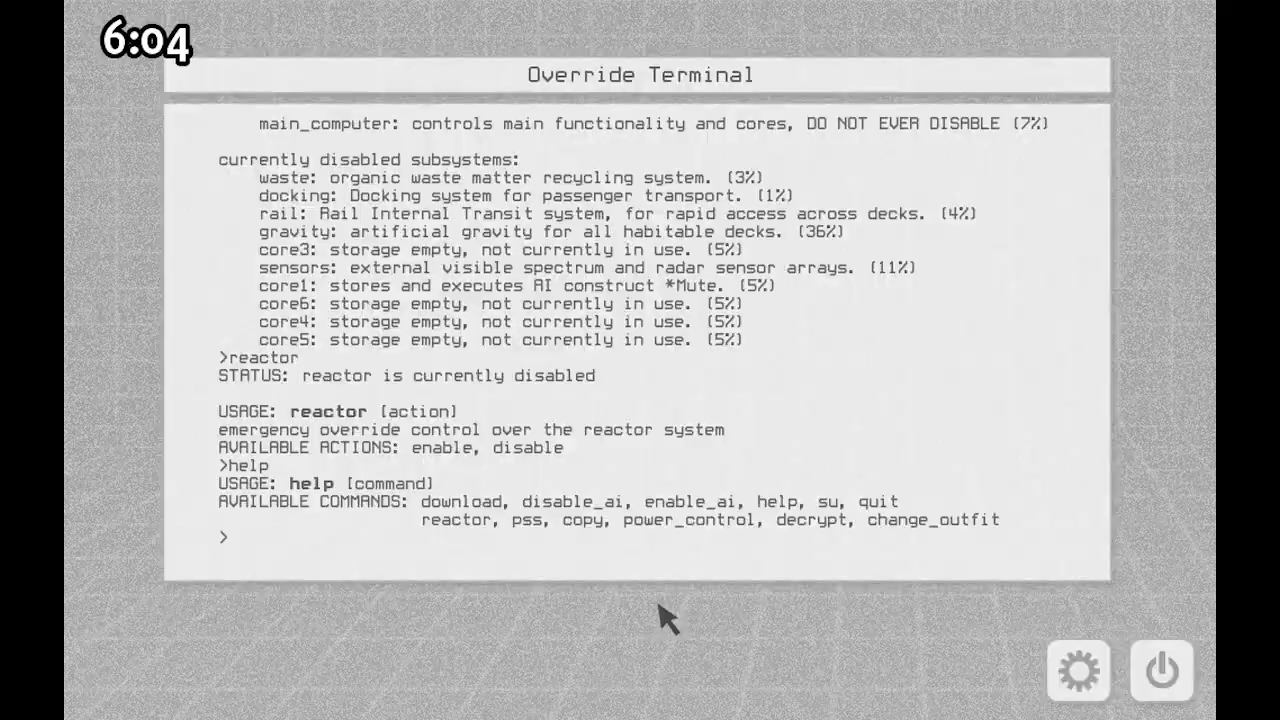 6:04
Override Terminal
main_computer: controls main functionality and cores, DO NOT EVER DISABLE (7%)
currently disabled subsystems:
waste: organic waste matter recycling system. (3%)
docking: Docking system for passenger transport. (1%)
rail: Rail Internal Transit system, for rapid access across decks. (4%)
gravity: artificial gravity for all habitable decks. (36%)
core3: storage empty, not currently in use. (5%)
sensors: external visible spectrum and radar sensor arrays. (11%)
core1: stores and executes AI construct *Mute. (5%)
core6: storage empty, not currently in use. (5%)
core4: storage empty, not currently in use. (5%)
core5: storage empty, not currently in use. (5%)
>reactor
STATUS: reactor is currently disabled
USAGE: reactor [action]
emergency override control over the reactor system
AVAILABLE ACTIONS: enable, disable
>help
USAGE: help [command]
AVAILABLE COMMANDS: download, disable_ai, enable_ai, help, su, quit
reactor, pss, copy, power_control, decrypt, change_outfit
>